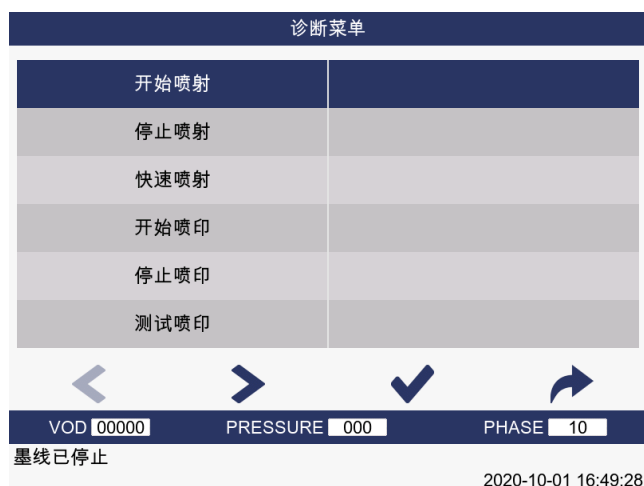 诊断菜单
开始喷射
停止喷射
快速喷射
开始喷印
停止喷印
测试喷印
VOD 00000 PRESSURE 000 PHASE 10
墨线已停止
2020-10-01 16:49:28